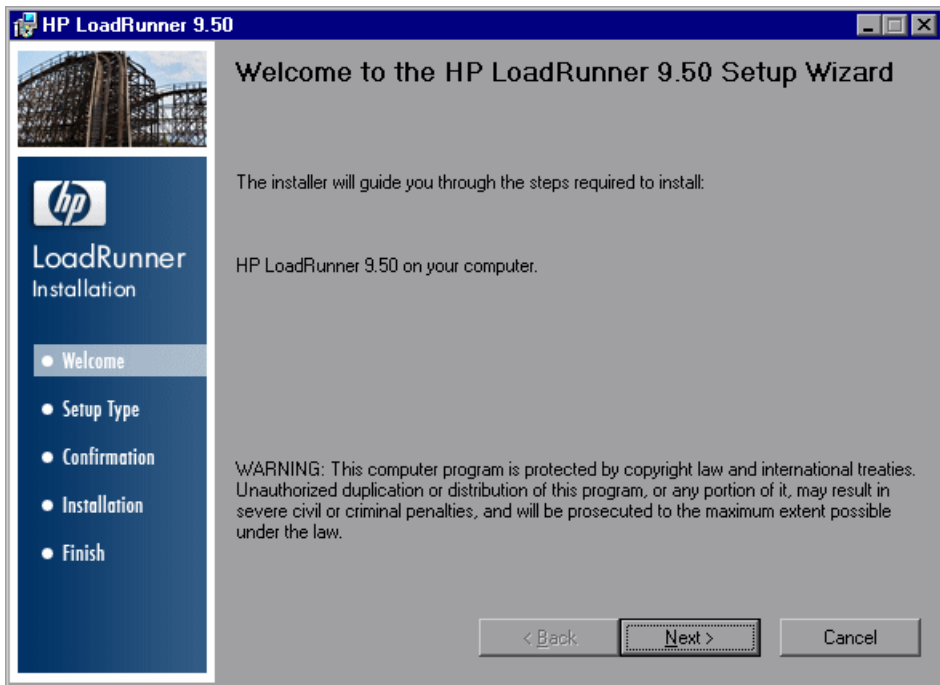 HP LoadRunner 9.50
Welcome to the HP LoadRunner 9.50 Setup Wizard
The installer will guide you through the steps required to install:
HP LoadRunner 9.50 on your computer.
WARNING: This computer program is protected by copyright law and international treaties.
Unauthorized duplication or distribution of this program, or any portion of it, may result in
severe civil or criminal penalties, and will be prosecuted to the maximum extent possible
under the law.
hp
LoadRunner
Installation
Welcome
Setup Type
Confirmation
Installation
Finish
< Back
Next >
Cancel